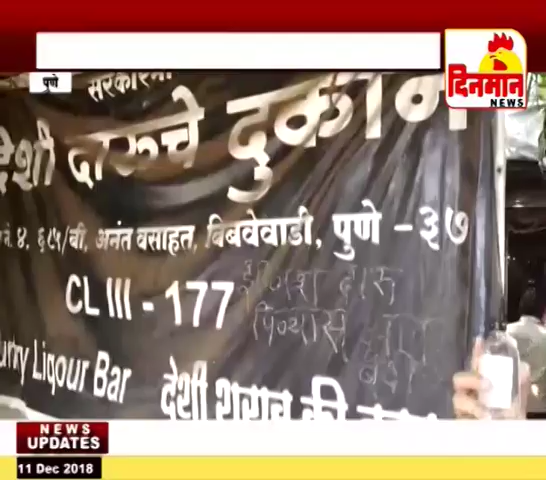 दिनमान
NEWS
पुणे
सरकारमा
देशी दारूचे दुकान
४, ६९५/बी, अनंत वसाहत, बिबवेवाडी, पुणे - ३७
CL III - 177
दारु
पिण्यास
Liqour Bar
देशी शराब की
NEWS
UPDATES
11 Dec 2018